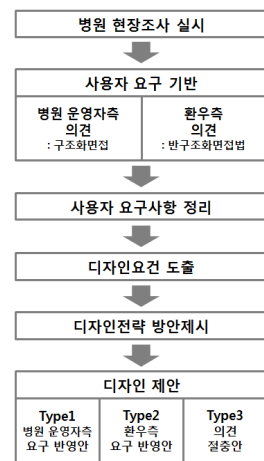 병원 현장조사 실시
사용자 요구 기반
병원 운영자측
의견
: 구조화면접
환우측
의견
: 반구조화면접법
사용자 요구사항 정리
디자인요건 도출
디자인전략 방안제시
디자인 제안
Type1
병원 운영자측
요구 반영안
Type2
환우측
요구 반영안
Type3
의견
절충안